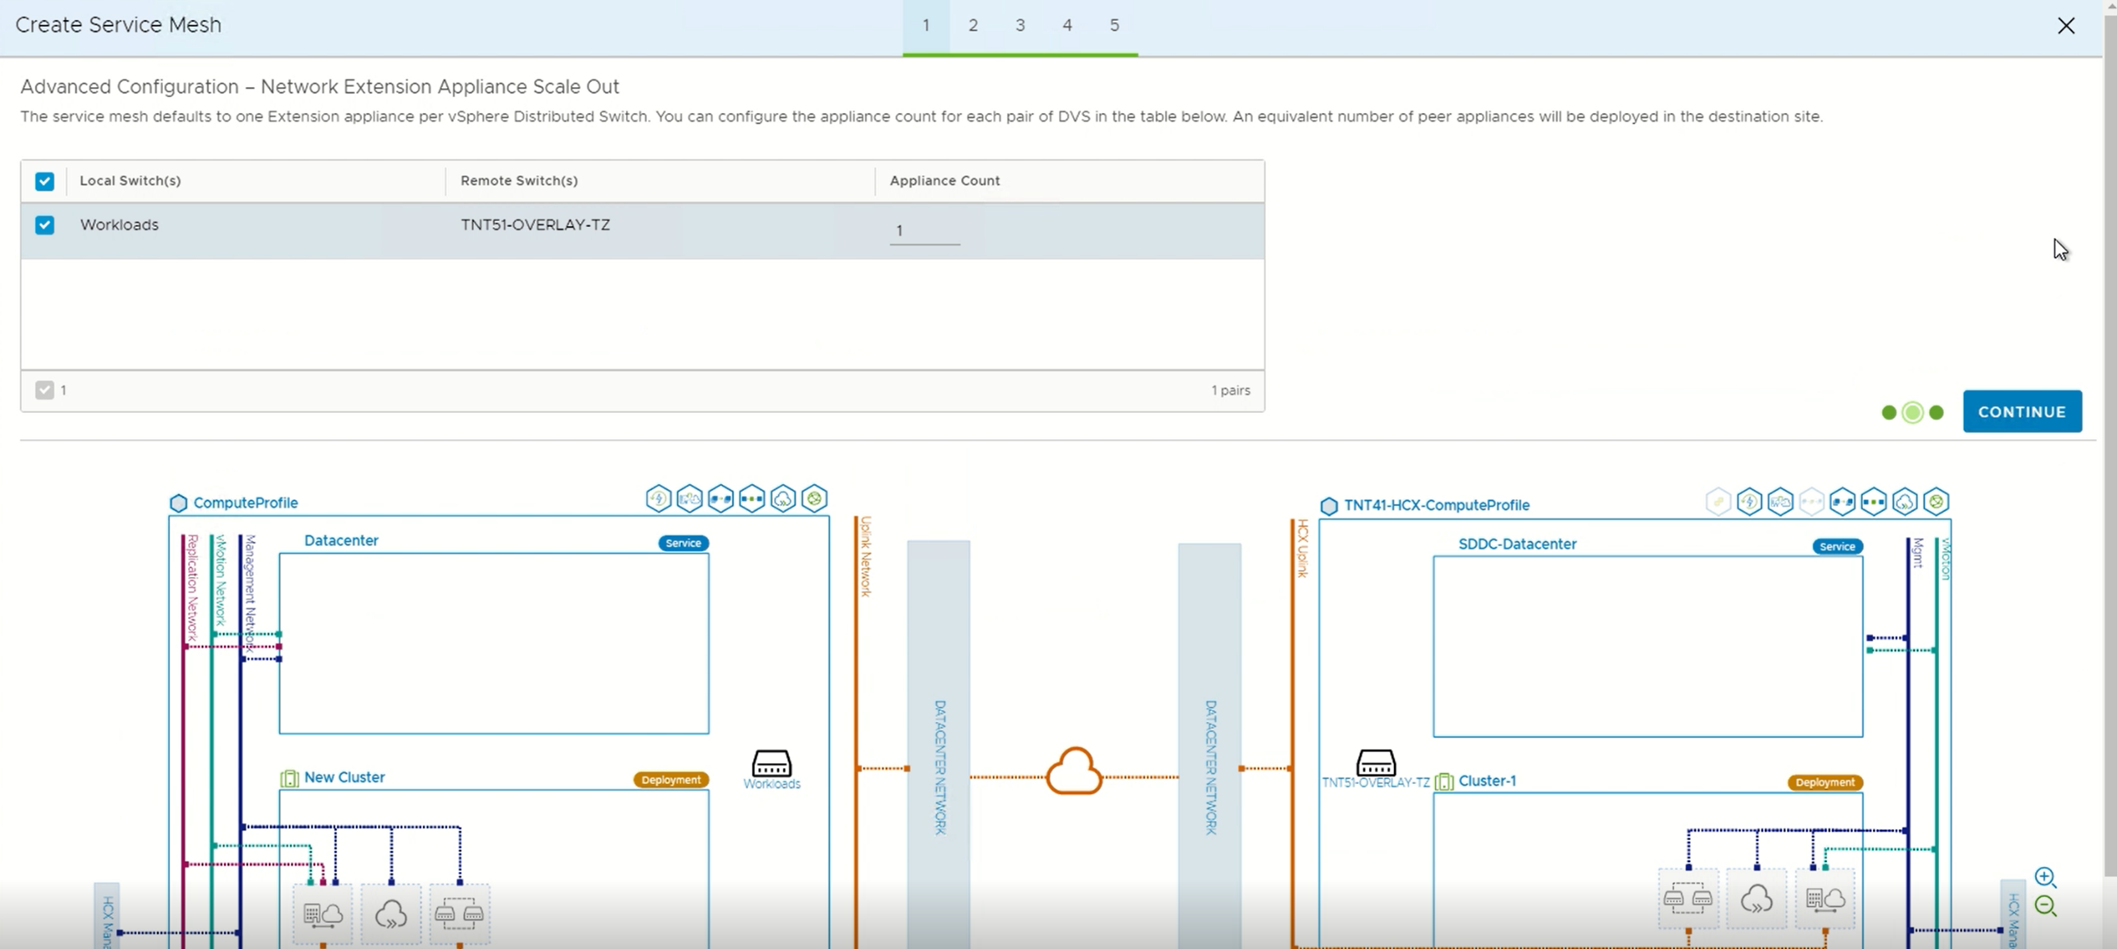 Create Service Mesh
1 2 3 4 5
Advanced Configuration – Network Extension Appliance Scale Out
The service mesh defaults to one Extension appliance per vSphere Distributed Switch. You can configure the appliance count for each pair of DVS in the table below. An equivalent number of peer appliances will be deployed in the destination site.
Local Switch(s) Remote Switch(s) Appliance Count
Workloads TNT51-OVERLAY-TZ 1
1 1 pairs
CONTINUE
ComputeProfile
Replication Network
vMotion Network
Management Network
Datacenter
Service
Workloads
New Cluster
Deployment
HCX Mana
Uplink Network
DATACENTER NETWORK
DATACENTER NETWORK
HCX Uplink
TNT41-HCX-ComputeProfile
SDDC-Datacenter
Service
Mgmt
vMotion
TNT51-OVERLAY-TZ
Cluster-1
Deployment
HCX Mana